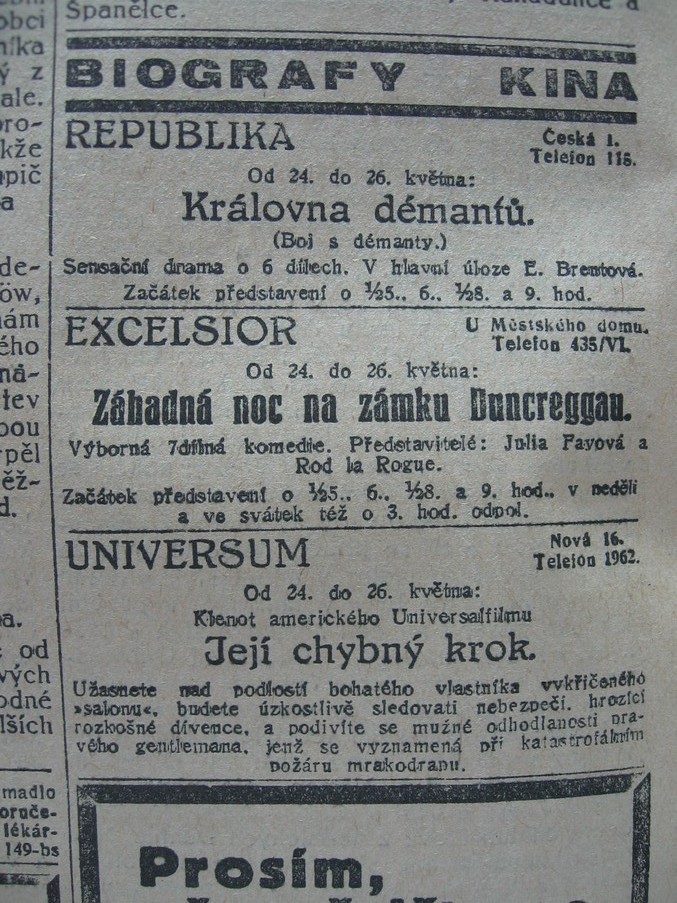 Španělce.
BIOGRAFY KINA
REPUBLIKA
Česká 1.
Telefon 118.
Od 24. do 26. května:
Královna démantů.
(Boj s démanty.)
Sensační drama o 6 dílech. V hlavní úloze E. Brentová.
Začátek představení o ½5., 6., ½8. a 9. hod.
EXCELSIOR
U Městského domu.
Telefon 435/VI.
Od 24. do 26. května:
Záhadná noc na zámku Duncreggau.
Výborná 7dílná komedie. Představitelé: Julia Fayová a
Rod la Rogue.
Začátek představení o ½5., 6., ½8. a 9. hod., v neděli
a ve svátek též o 3. hod. odpol.
UNIVERSUM
Nová 16.
Telefon 1962.
Od 24. do 26. května:
Klenot amerického Universalfilmu
Její chybný krok.
Užasnete nad podlostí bohatého vlastníka vykřičeného
»salonu«, budete úzkostlivě sledovati nebezpečí, hrozící
rozkošné dívence, a podivíte se mužné odhodlanosti pra-
vého gentlemana, jenž se vyznamená při katastrofálním
požáru mrakodrapu.
Prosím,